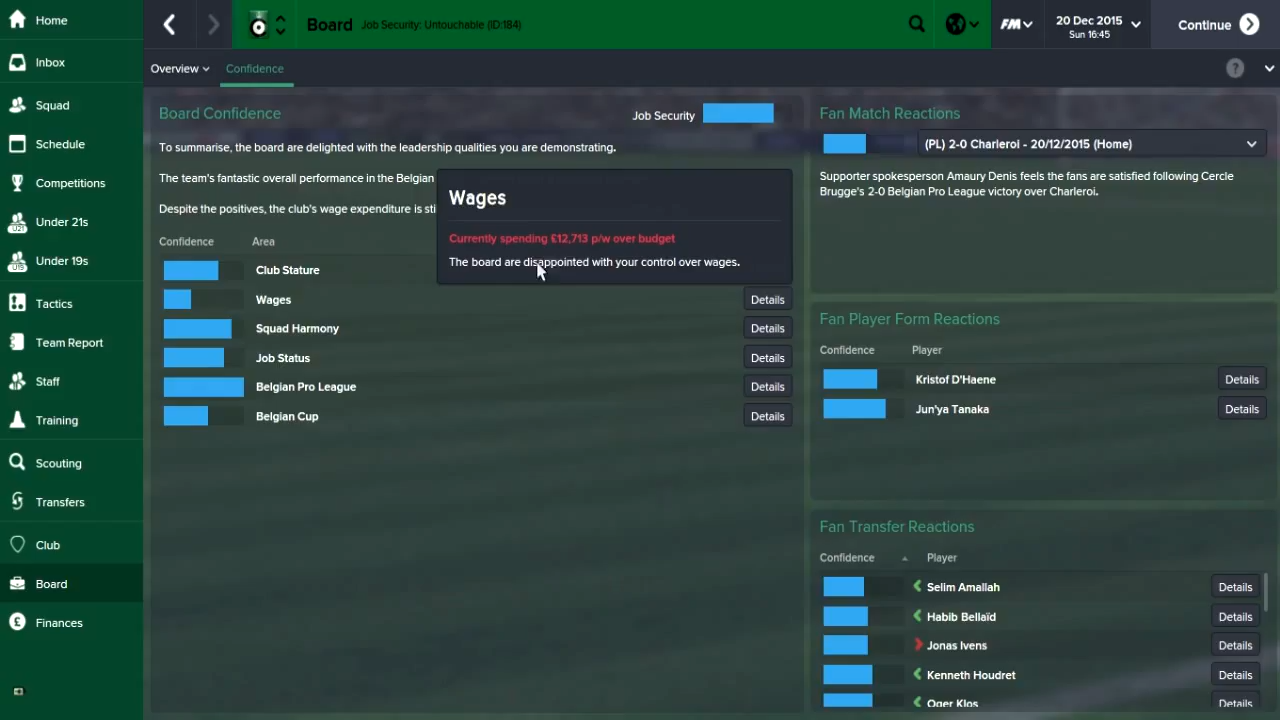 Home
Inbox
Squad
Schedule
Competitions
Under 21s
Under 19s
Tactics
Team Report
Staff
Training
Scouting
Transfers
Club
Board
Finances
Board Job Security: Untouchable (ID:184)
FM
20 Dec 2015
Sun 16:45
Continue
Overview Confidence
?
Board Confidence
Job Security
To summarise, the board are delighted with the leadership qualities you are demonstrating.
The team's fantastic overall performance in the Belgian
Despite the positives, the club's wage expenditure is
Confidence Area
Club Stature
Wages Details
Squad Harmony Details
Job Status Details
Belgian Pro League Details
Belgian Cup Details
Wages
Currently spending £12,713 p/w over budget
The board are disappointed with your control over wages.
Fan Match Reactions
(PL) 2-0 Charleroi - 20/12/2015 (Home)
Supporter spokesperson Amaury Denis feels the fans are satisfied following Cercle
Brugge's 2-0 Belgian Pro League victory over Charleroi.
Fan Player Form Reactions
Confidence Player
Kristof D'Haene Details
Jun'ya Tanaka Details
Fan Transfer Reactions
Confidence Player
Selim Amallah Details
Habib Bellaïd Details
Jonas Ivens Details
Kenneth Houdret Details
Oger Klos Details